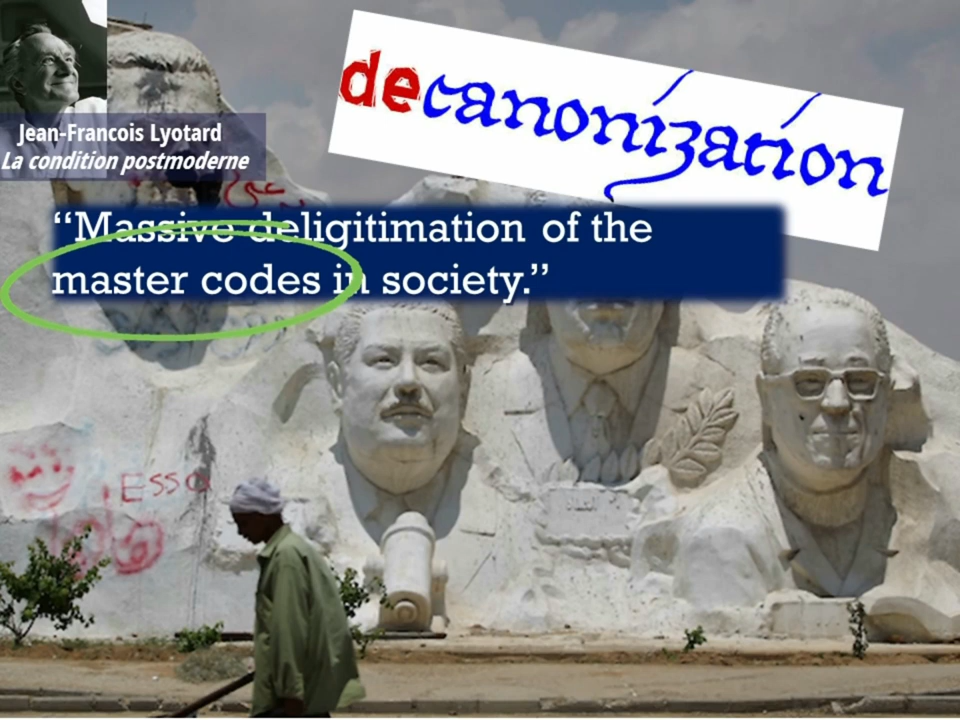 Jean-Francois Lyotard
La condition postmoderne
decanonization
“Massive deligitimation of the
master codes in society.”
ESSO